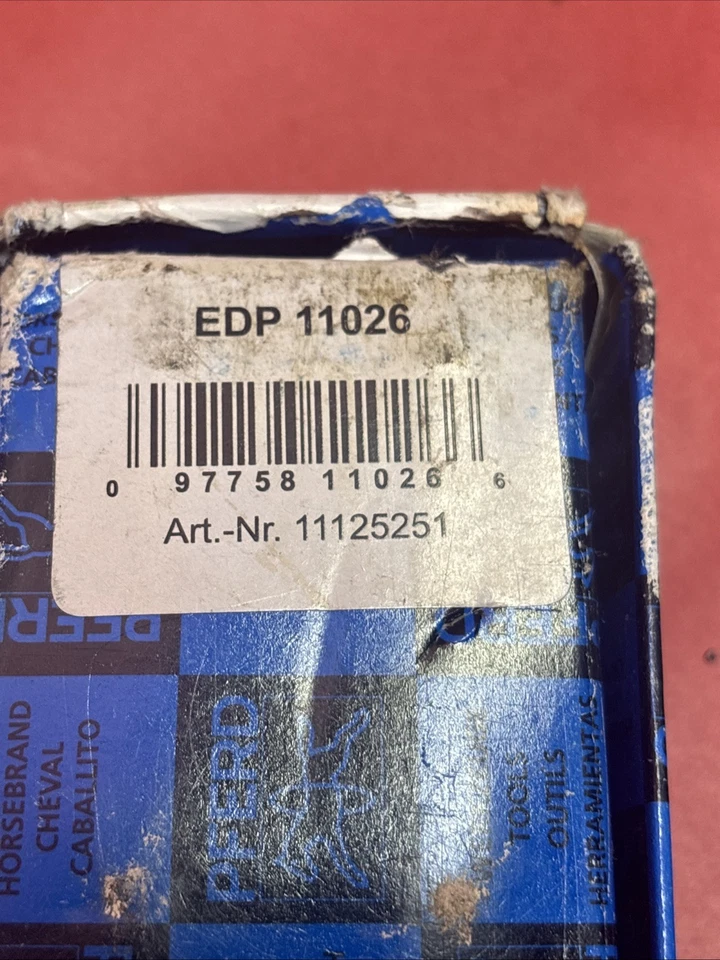 EDP 11026
0 97758 11026 6
Art.-Nr. 11125251
PFERD
HORSEBRAND
CHEVAL
CABALLITO
PFERD
TOOLS
OUTILS
HERRAMIENTAS